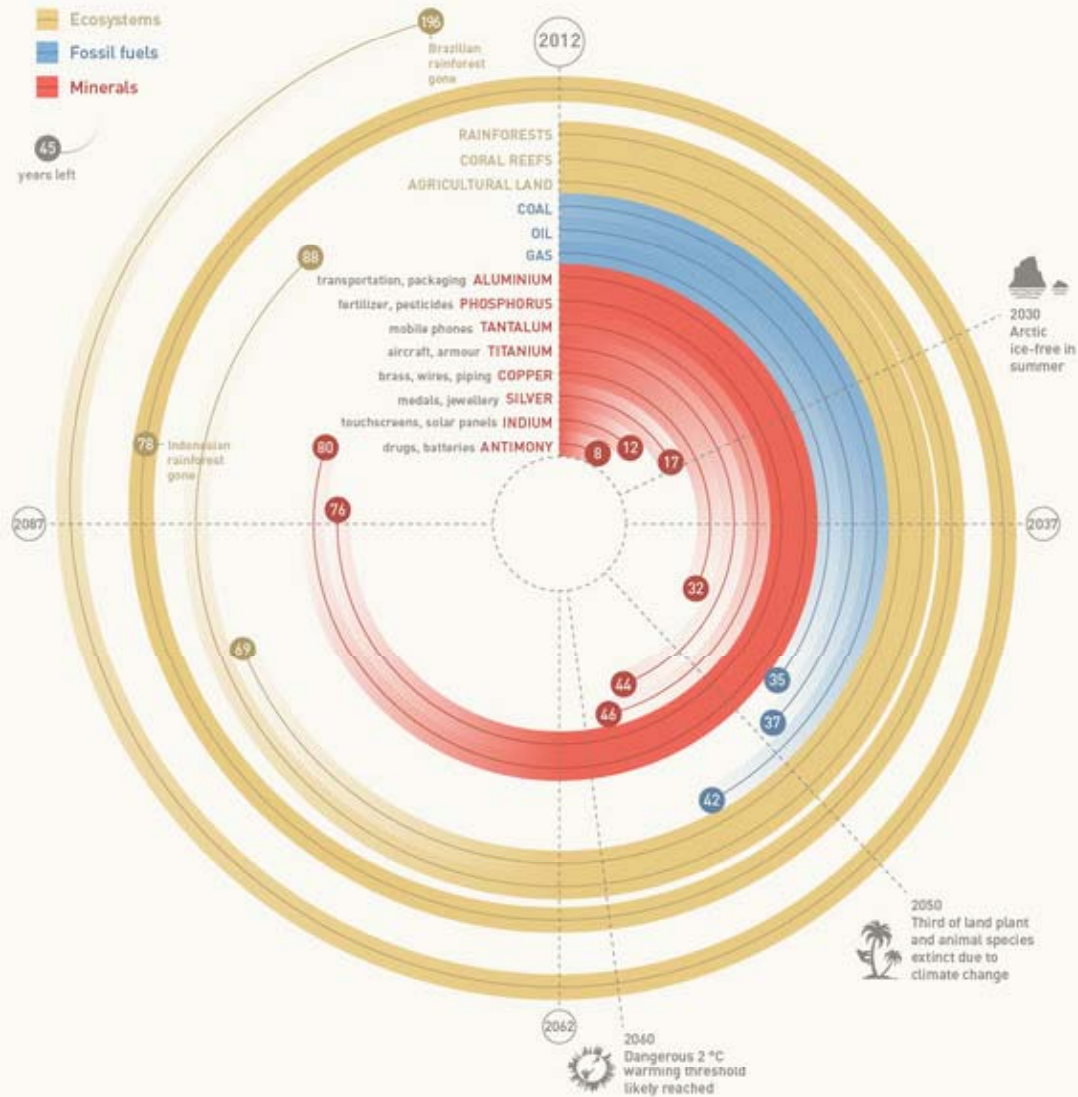 Ecosystems
Fossil fuels
Minerals
45
years left
196
Brazilian
rainforest
gone
2012
RAINFORESTS
CORAL REEFS
AGRICULTURAL LAND
COAL
OIL
GAS
transportation, packaging ALUMINIUM
fertilizer, pesticides PHOSPHORUS
mobile phones TANTALUM
aircraft, armour TITANIUM
brass, wires, piping COPPER
medals, jewellery SILVER
touchscreens, solar panels INDIUM
drugs, batteries ANTIMONY
88
80
76
78
Indonesian
rainforest
gone
8
12
17
2030
Arctic
ice-free in
summer
2087
2037
32
69
44
46
35
37
42
2050
Third of land plant
and animal species
extinct due to
climate change
2062
2060
Dangerous 2 °C
warming threshold
likely reached